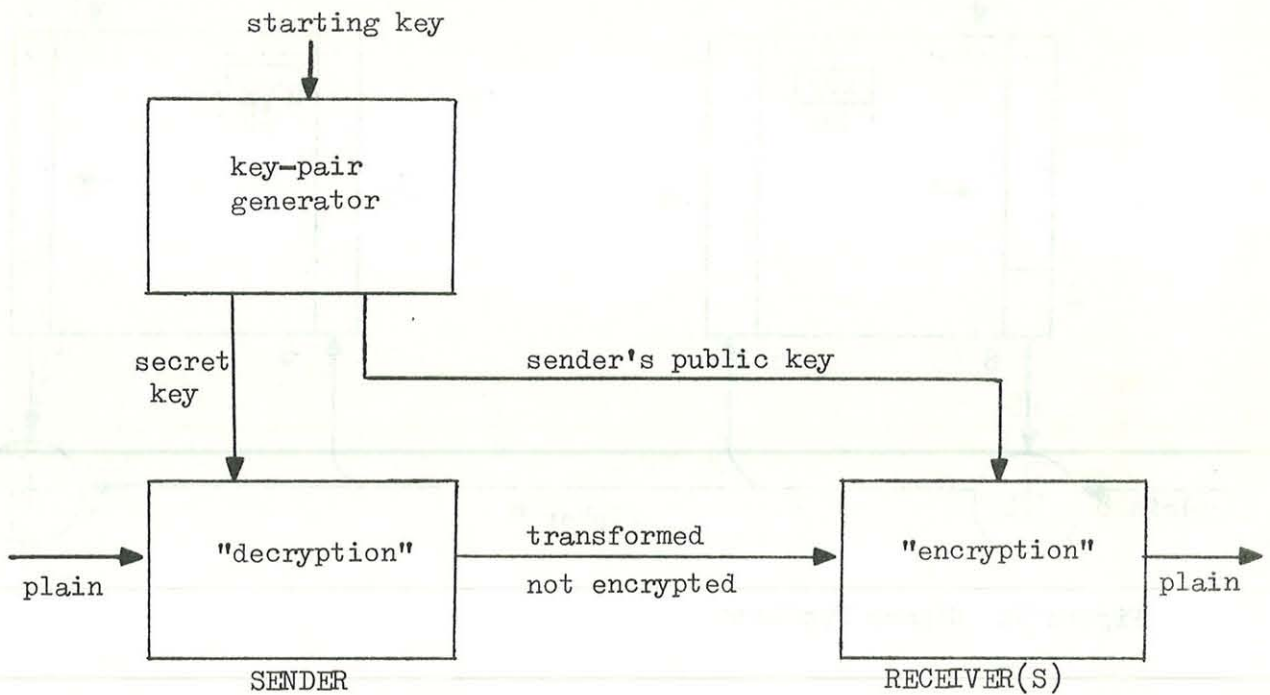 starting key
key-pair
generator
secret
key
sender's public key
plain
"decryption"
transformed
not encrypted
"encryption"
plain
SENDER
RECEIVER(S)